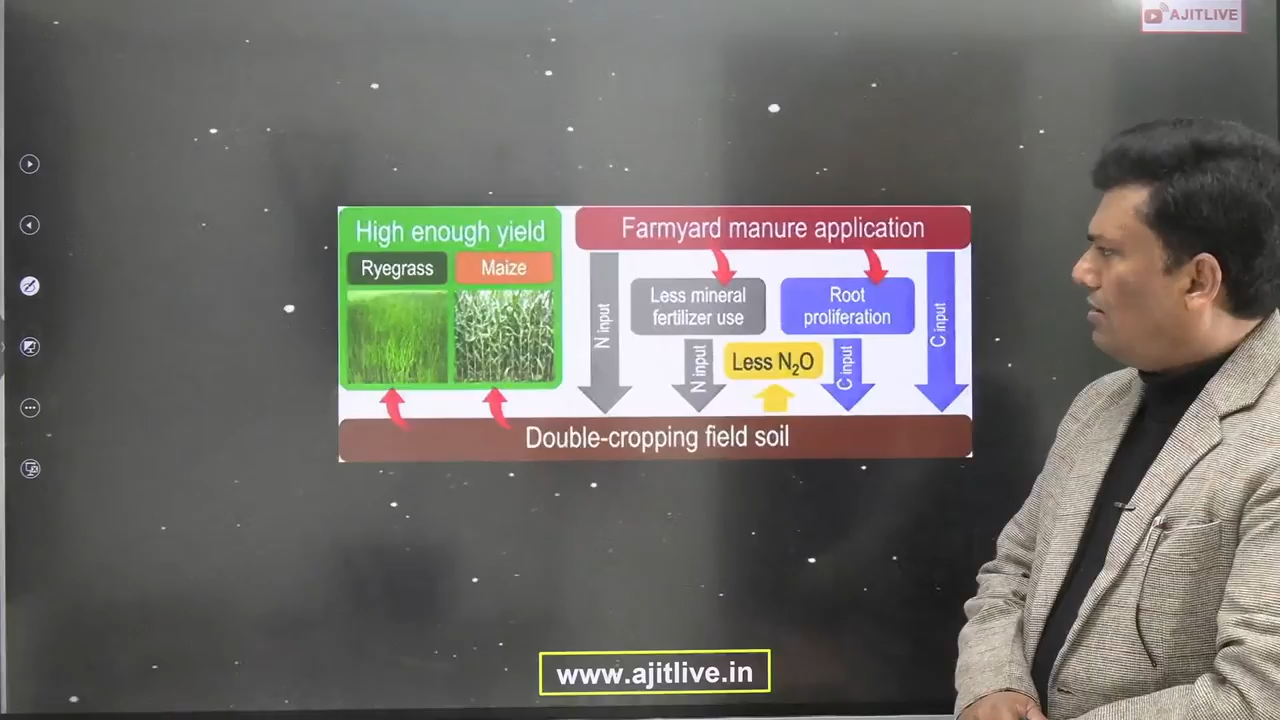 AJITLIVE
High enough yield
Ryegrass
Maize
Farmyard manure application
N input
Less mineral
fertilizer use
Root
proliferation
C input
N input
Less N₂O
C input
Double-cropping field soil
www.ajitlive.in